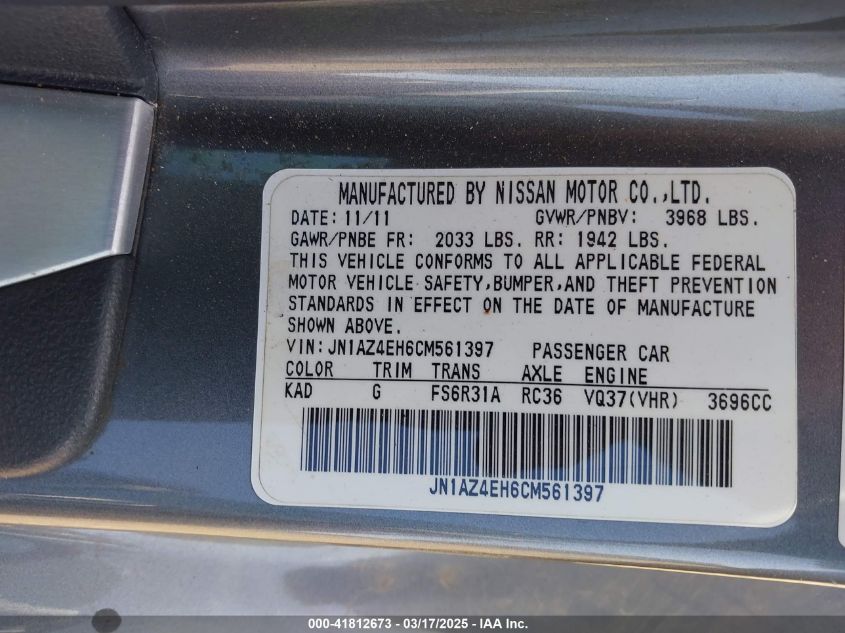 MANUFACTURED BY NISSAN MOTOR CO.,LTD.
DATE: 11/11 GVWR/PNBV: 3968 LBS.
GAWR/PNBE FR: 2033 LBS. RR: 1942 LBS.
THIS VEHICLE CONFORMS TO ALL APPLICABLE FEDERAL
MOTOR VEHICLE SAFETY,BUMPER,AND THEFT PREVENTION
STANDARDS IN EFFECT ON THE DATE OF MANUFACTURE
SHOWN ABOVE.
VIN: JN1AZ4EH6CM561397 PASSENGER CAR
COLOR TRIM TRANS AXLE ENGINE
KAD G FS6R31A RC36 VQ37(VHR) 3696CC
JN1AZ4EH6CM561397
000-41812673 - 03/17/2025 - IAA Inc.